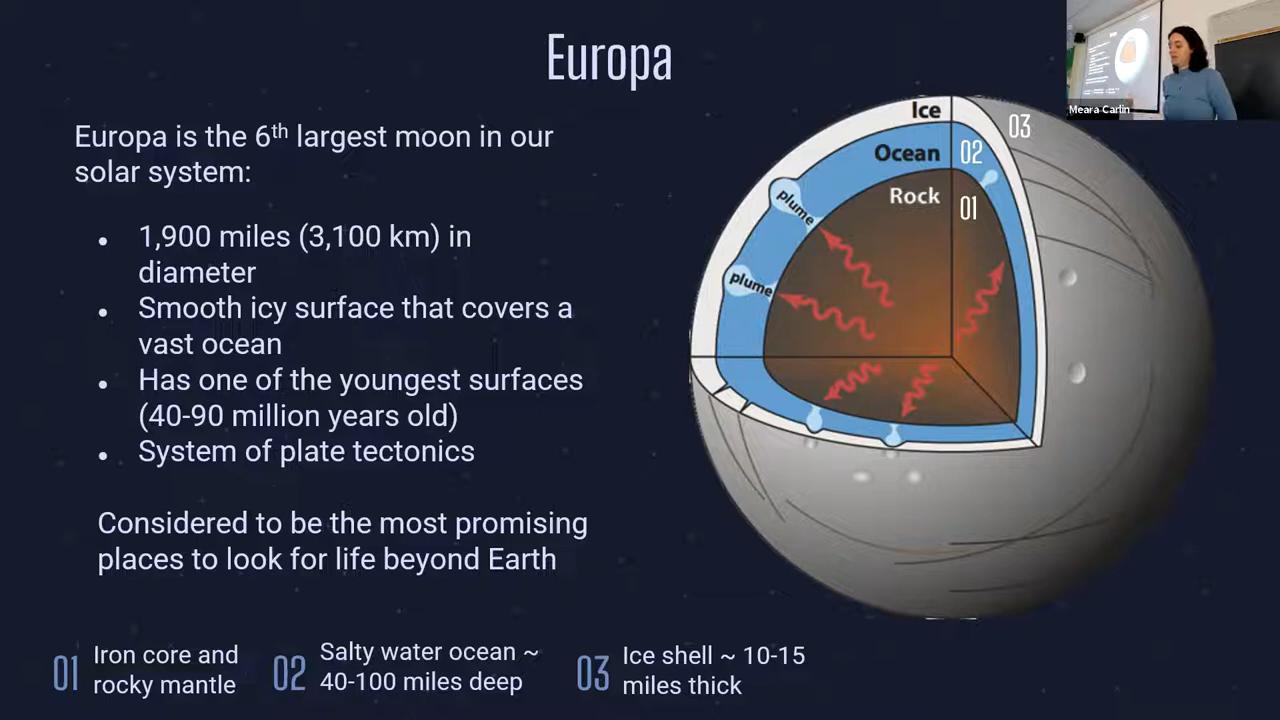 Europa
Meara Carlin
Europa is the 6th largest moon in our
solar system:
• 1,900 miles (3,100 km) in
diameter
• Smooth icy surface that covers a
vast ocean
• Has one of the youngest surfaces
(40-90 million years old)
• System of plate tectonics
Considered to be the most promising
places to look for life beyond Earth
Ice
03
Ocean
02
Rock
01
plume
plume
01 Iron core and
rocky mantle
02 Salty water ocean ~
40-100 miles deep
03 Ice shell ~ 10-15
miles thick